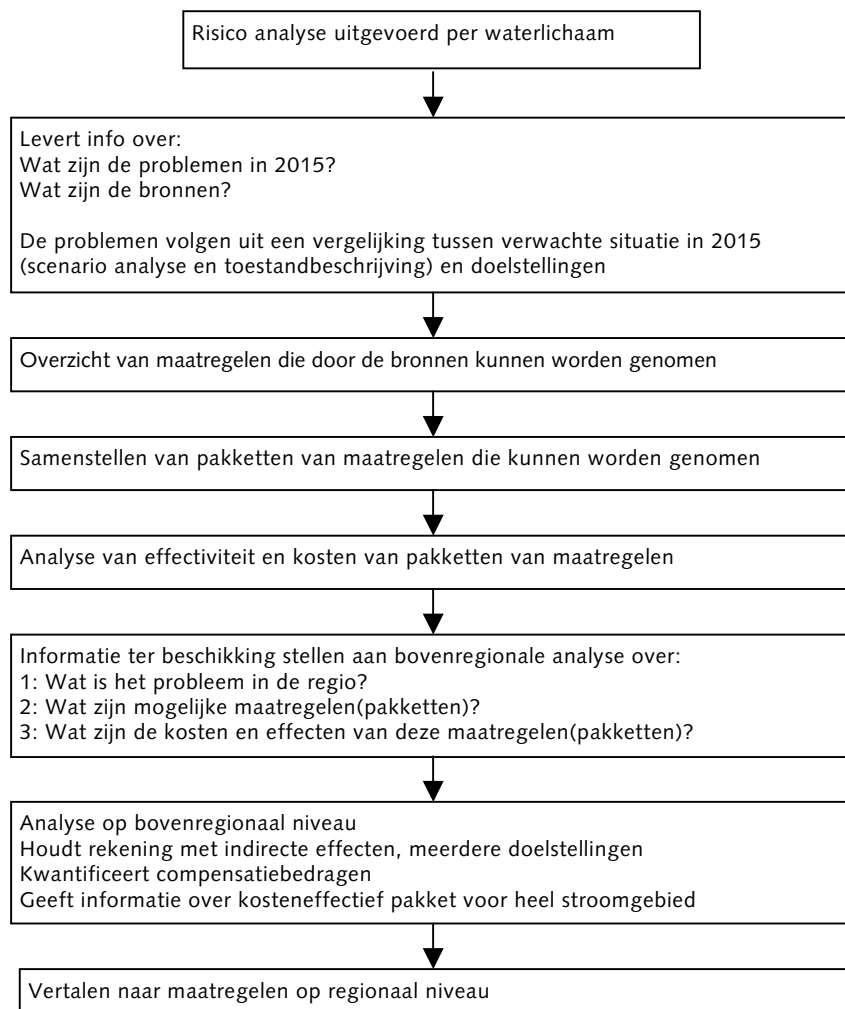 Risico analyse uitgevoerd per waterlichaam
Levert info over:
Wat zijn de problemen in 2015?
Wat zijn de bronnen?
De problemen volgen uit een vergelijking tussen verwachte situatie in 2015
(scenario analyse en toestandbeschrijving) en doelstellingen
Overzicht van maatregelen die door de bronnen kunnen worden genomen
Samenstellen van pakketten van maatregelen die kunnen worden genomen
Analyse van effectiviteit en kosten van pakketten van maatregelen
Informatie ter beschikking stellen aan bovenregionale analyse over:
1: Wat is het probleem in de regio?
2: Wat zijn mogelijke maatregelen(pakketten)?
3: Wat zijn de kosten en effecten van deze maatregelen(pakketten)?
Analyse op bovenregionaal niveau
Houdt rekening met indirecte effecten, meerdere doelstellingen
Kwantificeert compensatiebedragen
Geeft informatie over kosteneffectief pakket voor heel stroomgebied
Vertalen naar maatregelen op regionaal niveau